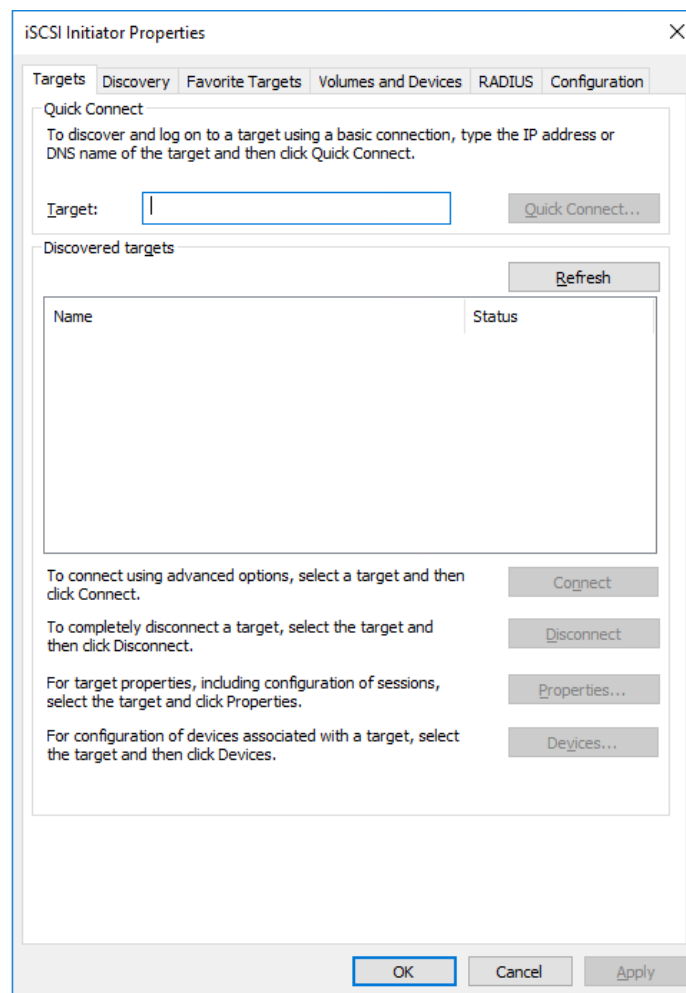 iSCSI Initiator Properties
Targets Discovery Favorite Targets Volumes and Devices RADIUS Configuration
Quick Connect
To discover and log on to a target using a basic connection, type the IP address or
DNS name of the target and then click Quick Connect.
Target: Quick Connect...
Discovered targets
Refresh
Name Status
To connect using advanced options, select a target and then
click Connect.
Connect
To completely disconnect a target, select the target and
then click Disconnect.
Disconnect
For target properties, including configuration of sessions,
select the target and click Properties.
Properties...
For configuration of devices associated with a target, select
the target and then click Devices.
Devices...
OK Cancel Apply